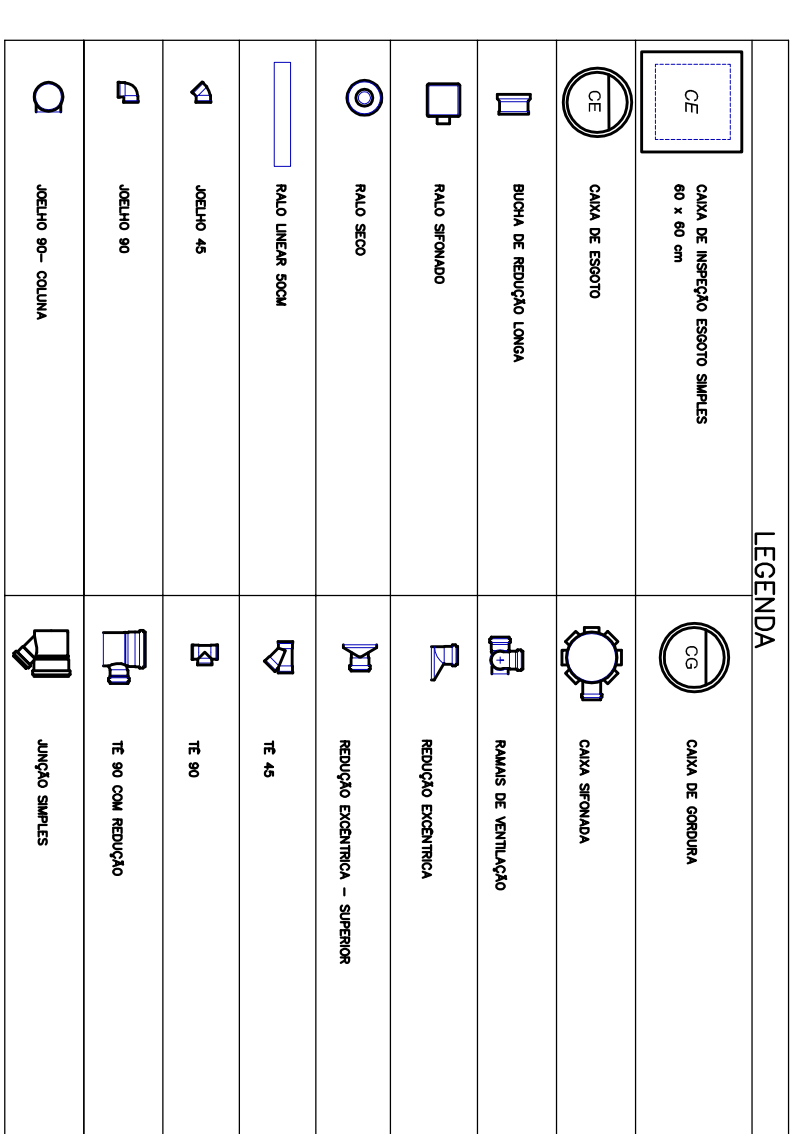 LEGENDA
CE
CAIXA DE INSPEÇÃO ESGOTO SIMPLES
60 x 60 cm
CG
CAIXA DE GORDURA
CE
CAIXA DE ESGOTO
CAIXA SIFONADA
BUCHA DE REDUÇÃO LONGA
RAMAIS DE VENTILAÇÃO
RALO SIFONADO
REDUÇÃO EXCÊNTRICA
RALO SECO
REDUÇÃO EXCÊNTRICA - SUPERIOR
RALO LINEAR 50CM
TÊ 45
JOELHO 45
TÊ 90
JOELHO 90
TÊ 90 COM REDUÇÃO
JOELHO 90- COLUNA
JUNÇÃO SIMPLES